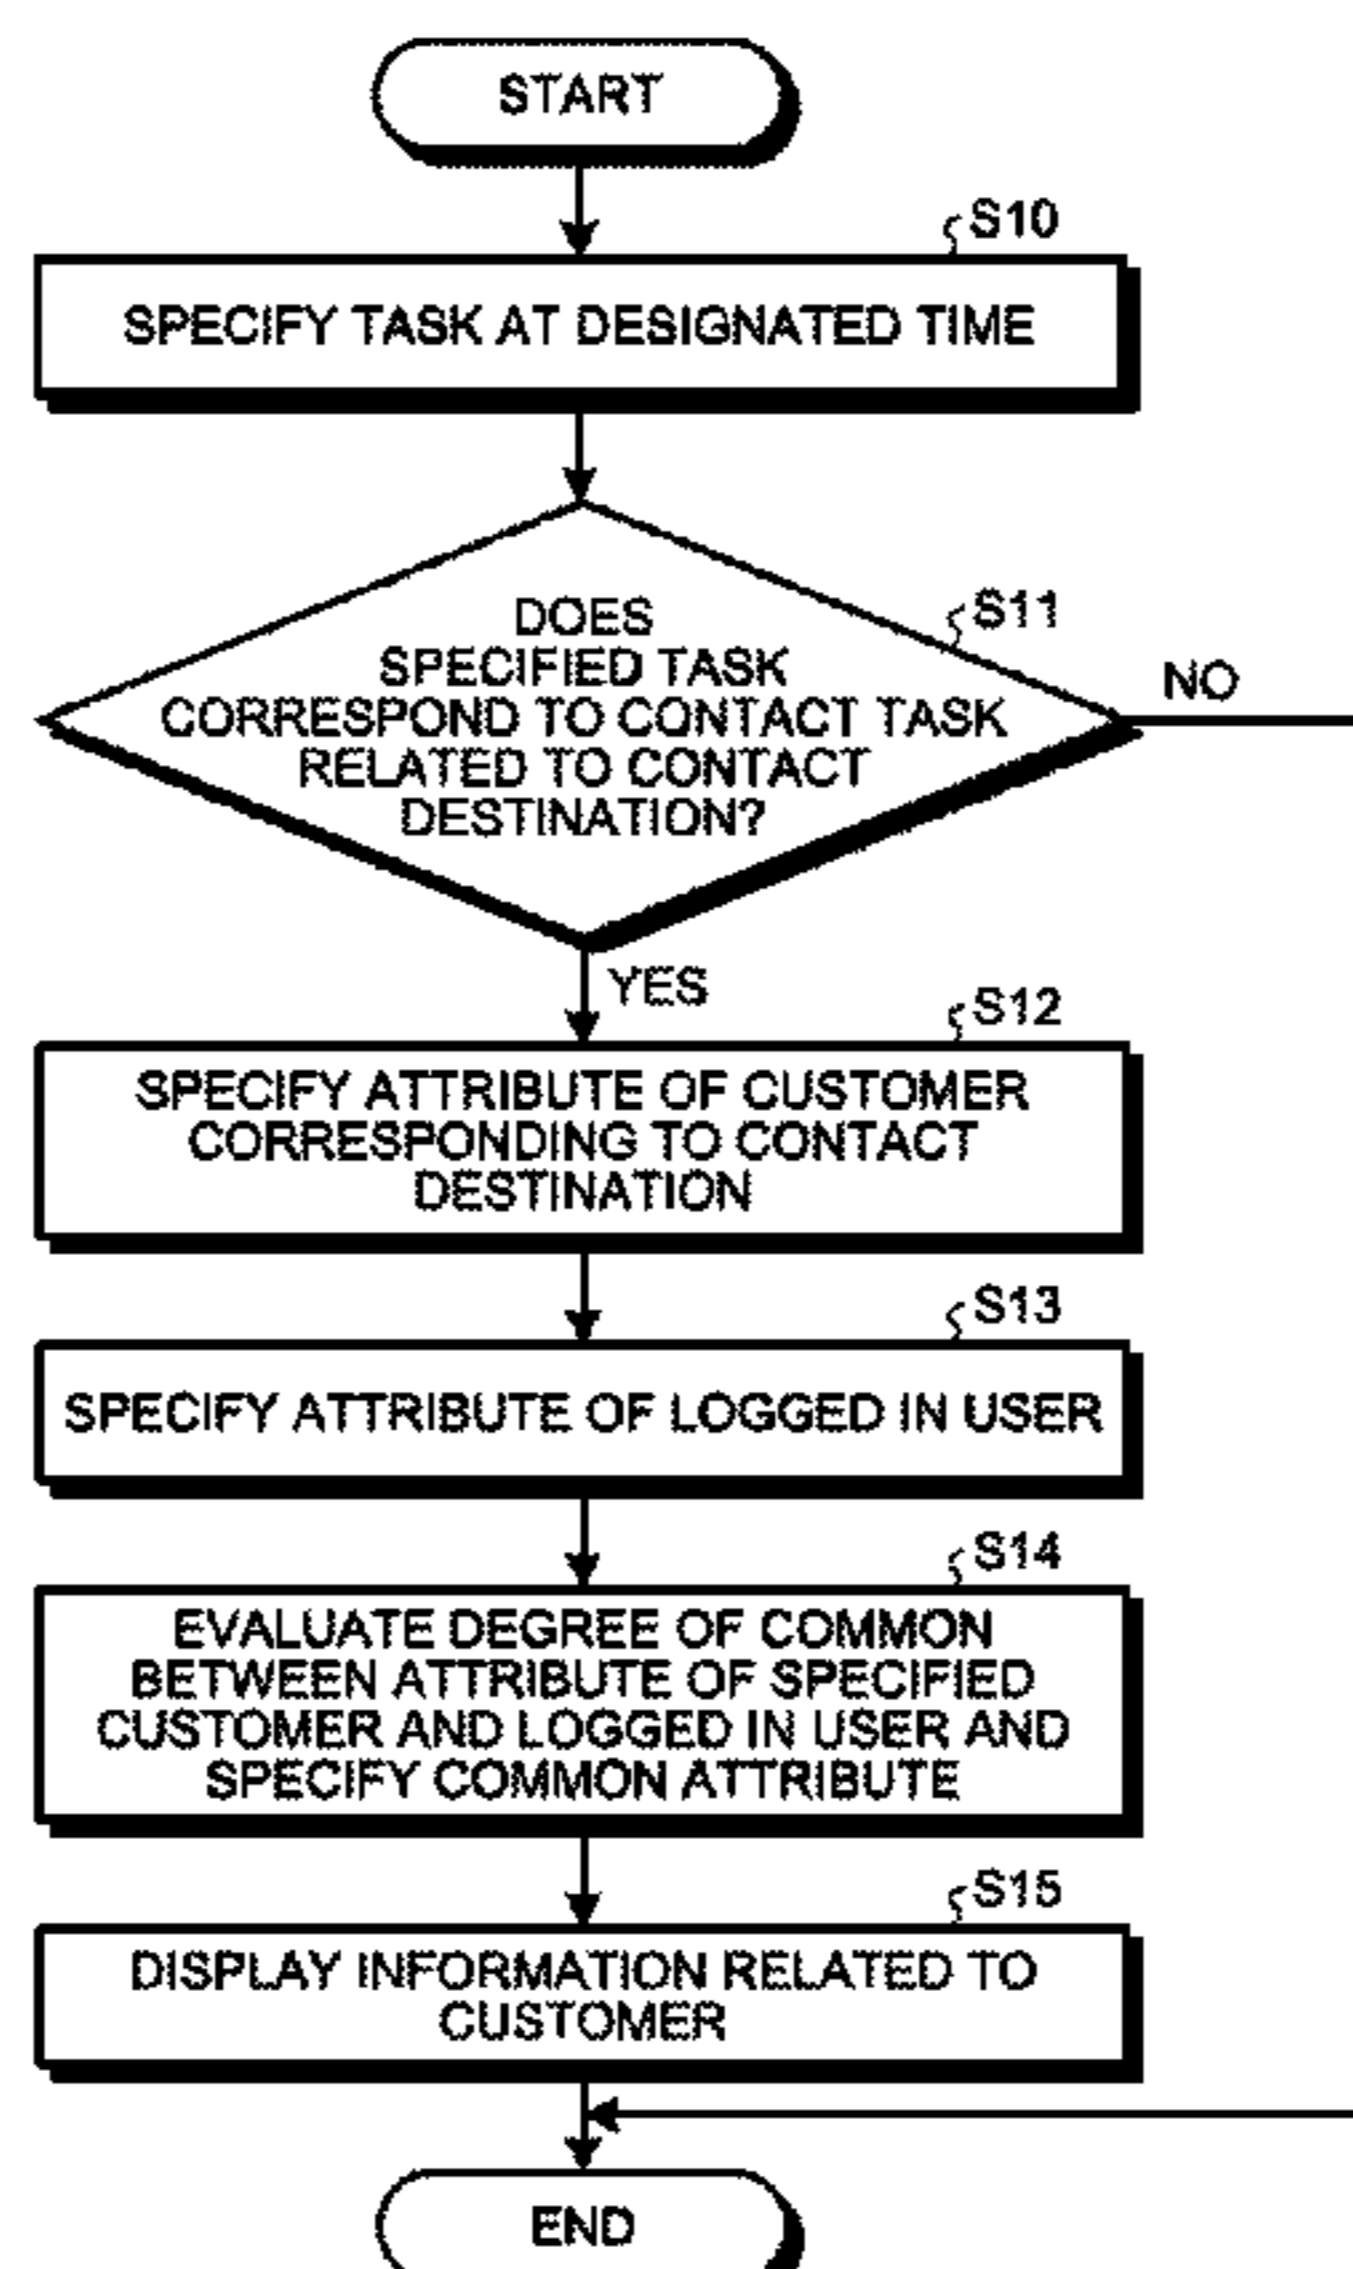 START
S10
SPECIFY TASK AT DESIGNATED TIME
S11
DOES
SPECIFIED TASK
CORRESPOND TO CONTACT TASK
RELATED TO CONTACT
DESTINATION?
NO
YES
S12
SPECIFY ATTRIBUTE OF CUSTOMER
CORRESPONDING TO CONTACT
DESTINATION
S13
SPECIFY ATTRIBUTE OF LOGGED IN USER
S14
EVALUATE DEGREE OF COMMON
BETWEEN ATTRIBUTE OF SPECIFIED
CUSTOMER AND LOGGED IN USER AND
SPECIFY COMMON ATTRIBUTE
S15
DISPLAY INFORMATION RELATED TO
CUSTOMER
END